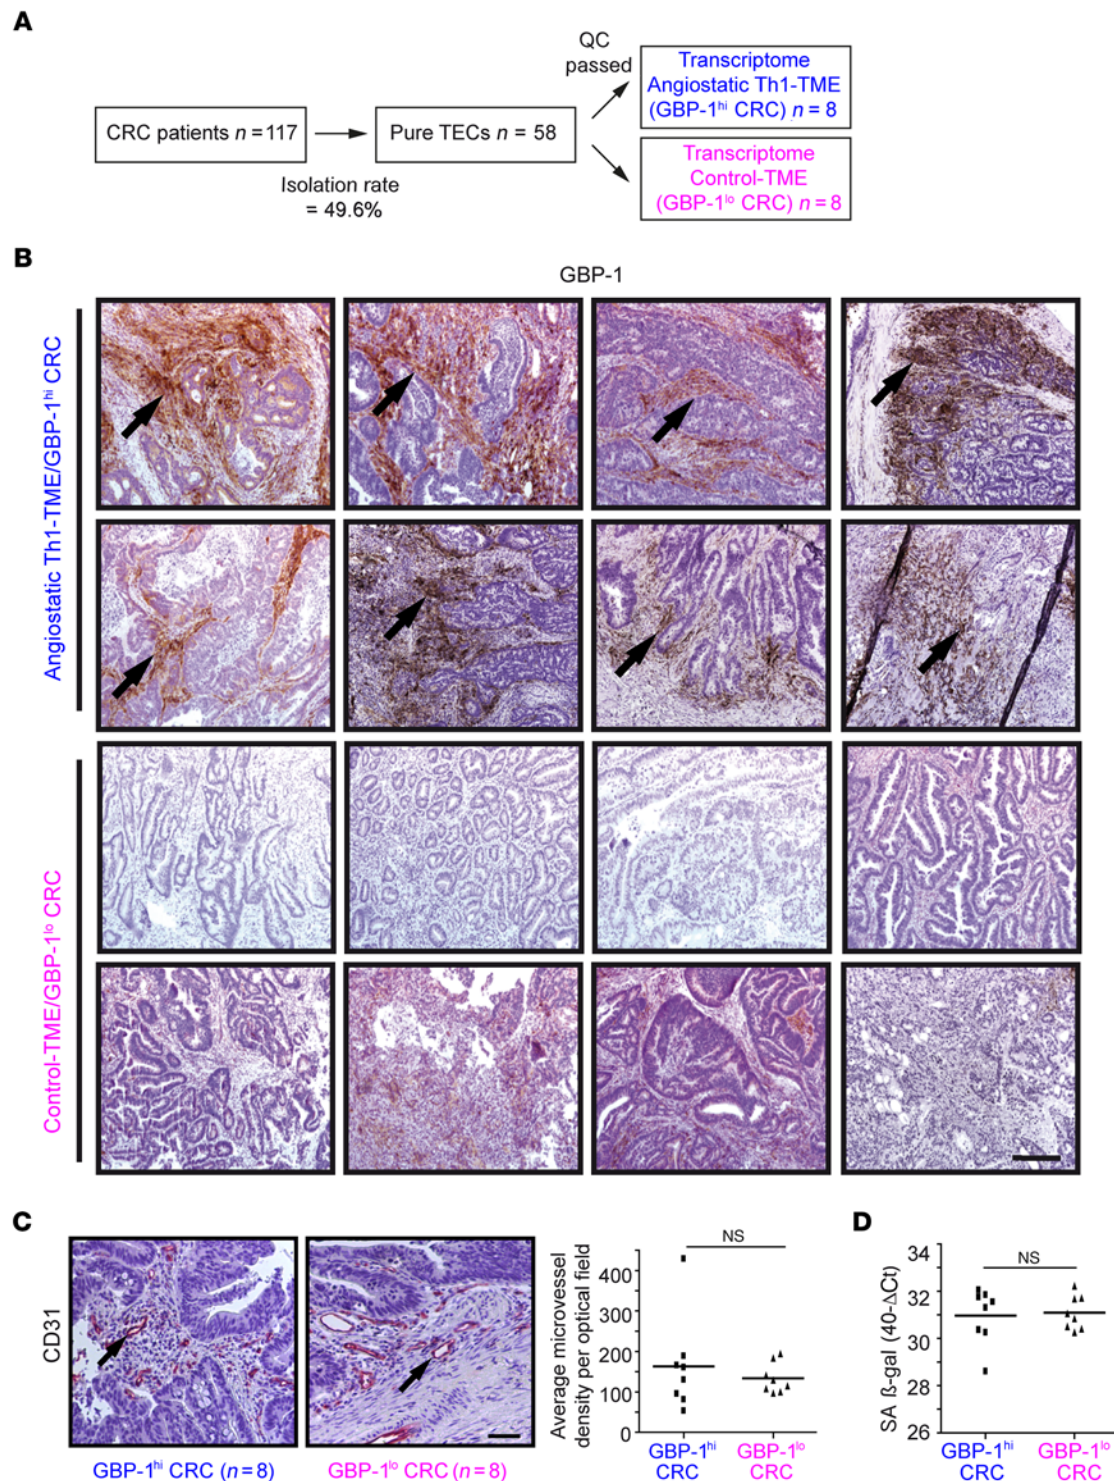 A
CRC patients n = 117
Isolation rate
= 49.6%
Pure TECs n = 58
QC
passed
Transcriptome
Angiostatic Th1-TME
(GBP-1hi CRC) n = 8
Transcriptome
Control-TME
(GBP-1lo CRC) n = 8
B
GBP-1
Angiostatic Th1-TME/GBP-1hi CRC
Control-TME/GBP-1lo CRC
C
CD31
GBP-1hi CRC (n = 8)
GBP-1lo CRC (n = 8)
Average microvessel
density per optical field
400
300
200
100
0
NS
GBP-1hi
CRC
GBP-1lo
CRC
D
SA ß-gal (40-ΔCt)
32
30
28
26
NS
GBP-1hi
CRC
GBP-1lo
CRC